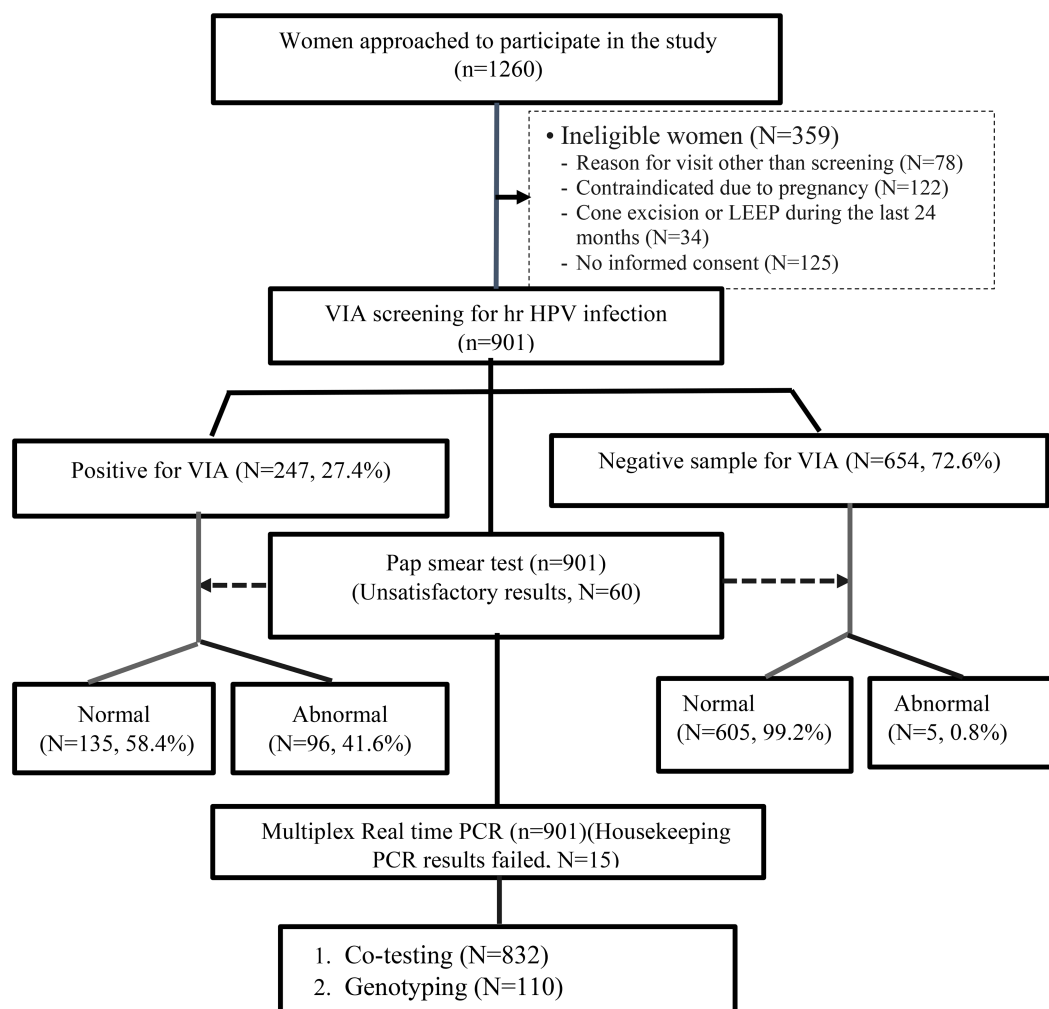 Women approached to participate in the study
(n=1260)
• Ineligible women (N=359)
- Reason for visit other than screening (N=78)
- Contraindicated due to pregnancy (N=122)
- Cone excision or LEEP during the last 24
months (N=34)
- No informed consent (N=125)
VIA screening for hr HPV infection
(n=901)
Positive for VIA (N=247, 27.4%)
Negative sample for VIA (N=654, 72.6%)
Pap smear test (n=901)
(Unsatisfactory results, N=60)
Normal
(N=135, 58.4%)
Abnormal
(N=96, 41.6%)
Normal
(N=605, 99.2%)
Abnormal
(N=5, 0.8%)
Multiplex Real time PCR (n=901)(Housekeeping
PCR results failed, N=15)
1. Co-testing (N=832)
2. Genotyping (N=110)